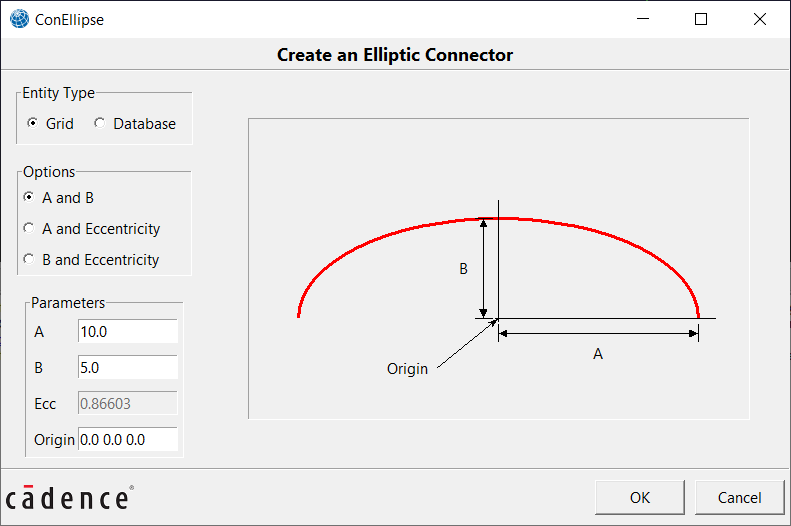 ConEllipse
Create an Elliptic Connector
Entity Type
Grid
Database
Options
A and B
A and Eccentricity
B and Eccentricity
Parameters
A 10.0
B 5.0
Ecc 0.86603
Origin 0.0 0.0 0.0
B
A
Origin
cādence®
OK
Cancel